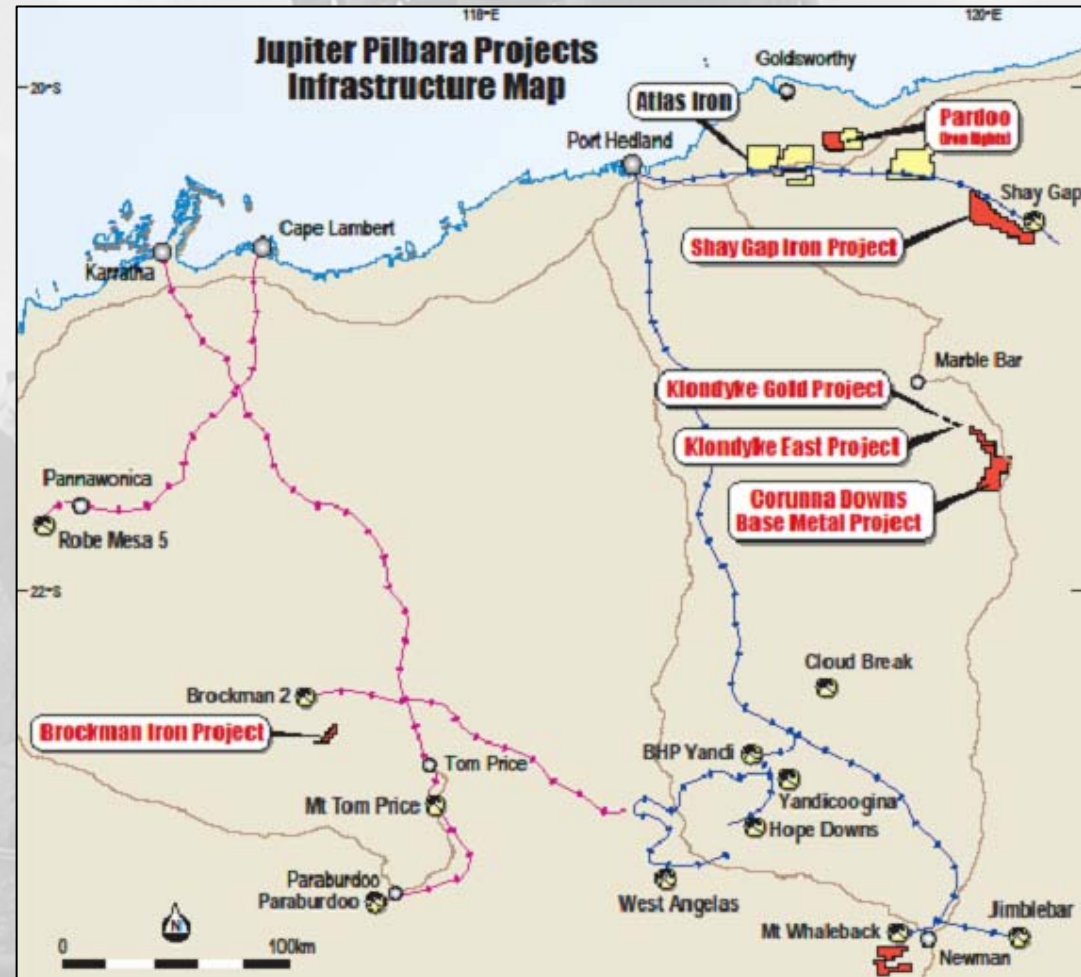 118°E
120°E
Jupiter Pilbara Projects
Infrastructure Map
20°S
Goldsworthy
Atlas Iron
Pardoo
(Iron Rights)
Port Hedland
Shay Gap
Cape Lambert
Karratha
Shay Gap Iron Project
Marble Bar
Klondyke Gold Project
Klondyke East Project
Pannawonica
Corunna Downs
Base Metal Project
Robe Mesa 5
22°S
Cloud Break
Brockman 2
Brockman Iron Project
BHP Yandi
Tom Price
Yandicoogina
Mt Tom Price
Hope Downs
Paraburdoo
Paraburdoo
West Angelas
N
Mt Whaleback
Jimblebar
0
100km
Newman